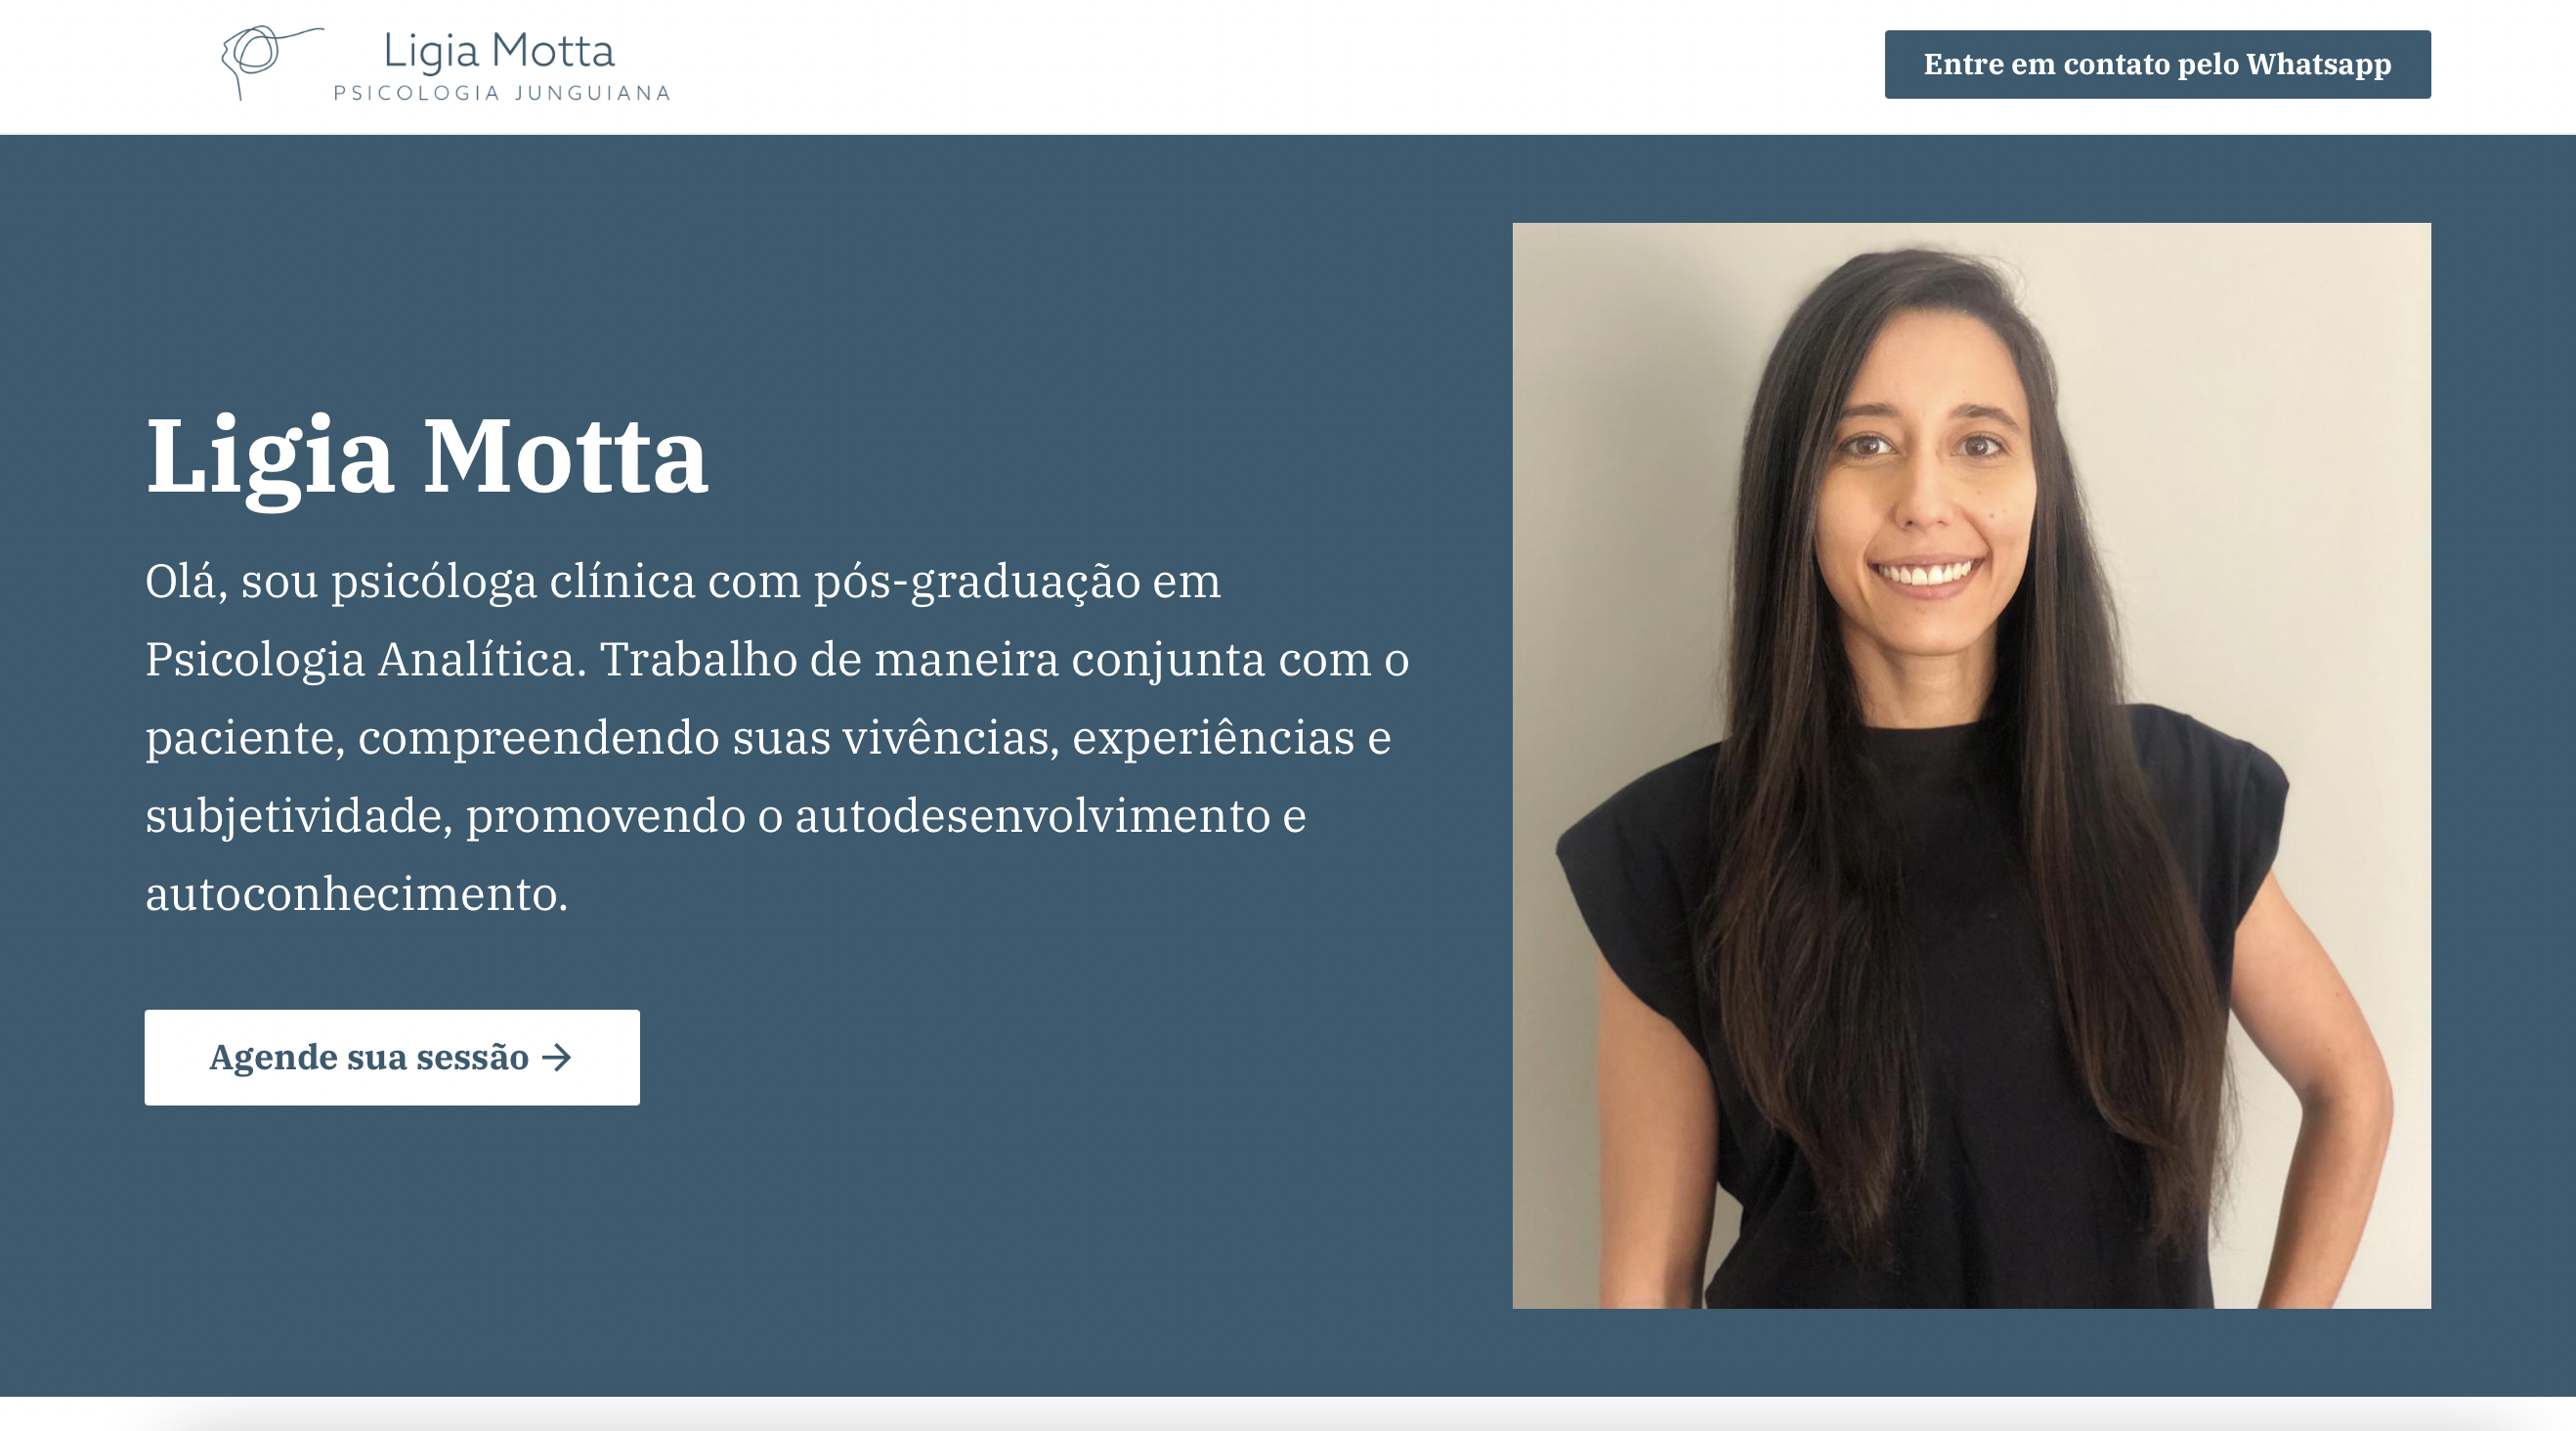 Ligia Motta
PSICOLOGIA JUNGUIANA
Entre em contato pelo Whatsapp
Ligia Motta
Olá, sou psicóloga clínica com pós-graduação em
Psicologia Analítica. Trabalho de maneira conjunta com o
paciente, compreendendo suas vivências, experiências e
subjetividade, promovendo o autodesenvolvimento e
autoconhecimento.
Agende sua sessão →